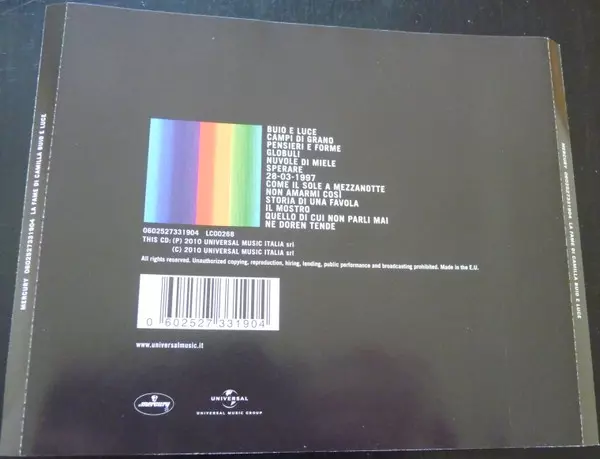 MERCURY 0602527331904 LA FAME DI CAMILLA BUIO E LUCE
BUIO E LUCE
CAMPI DI GRANO
PENSIERI E FORME
GLOBULI
NUVOLE DI MIELE
SPERARE
28-03-1997
COME IL SOLE A MEZZANOTTE
NON AMARMI COSÌ
STORIA DI UNA FAVOLA
IL MOSTRO
QUELLO DI CUI NON PARLI MAI
NE DOREN TENDE
0602527331904 LC00268
THIS CD: (P) 2010 UNIVERSAL MUSIC ITALIA srl
(C) 2010 UNIVERSAL MUSIC ITALIA srl
All rights reserved. Unauthorized copying, reproduction, hiring, lending, public performance and broadcasting prohibited. Made in the E.U.
0 602527 331904
www.universalmusic.it
mercury
UNIVERSAL
UNIVERSAL MUSIC GROUP
MERCURY 0602527331904 LA FAME DI CAMILLA BUIO E LUCE